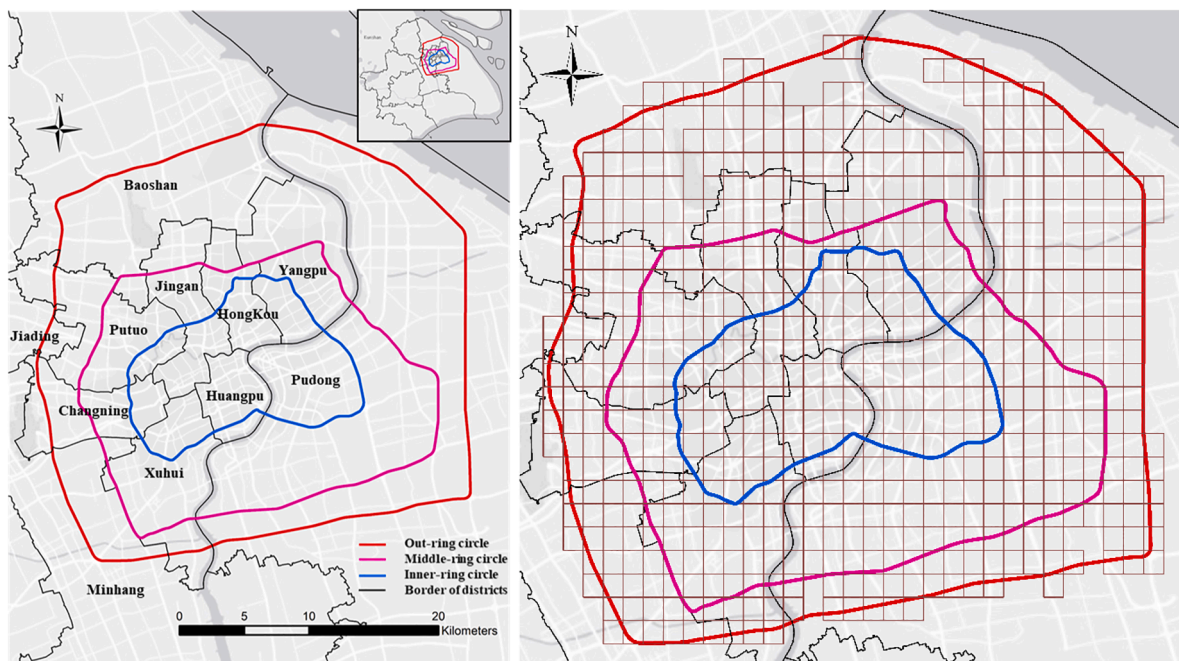 N
Baoshan
Yangpu
Jingan
HongKou
Putuo
Jiading
Pudong
Huangpu
Changning
Xuhui
Out-ring circle
Middle-ring circle
Inner-ring circle
Border of districts
Minhang
0 5 10 20
Kilometers
N